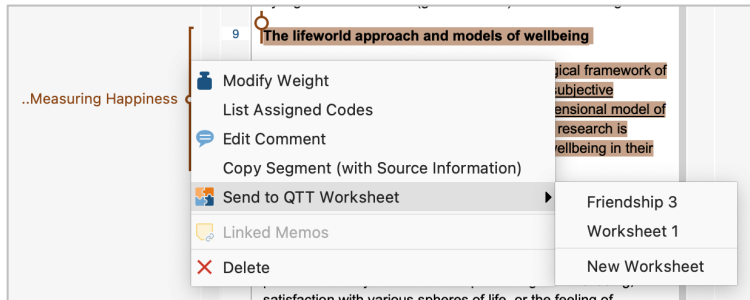 9 The lifeworld approach and models of wellbeing
gical framework of
Modify Weight
subjective
..Measuring Happiness
List Assigned Codes
ensional model of
Edit Comment
research is
Copy Segment (with Source Information)
ellbeing in their
Send to QTT Worksheet
Friendship 3
Worksheet 1
New Worksheet
Linked Memos
Delete
satisfaction with various spheres of life, or the feeling of